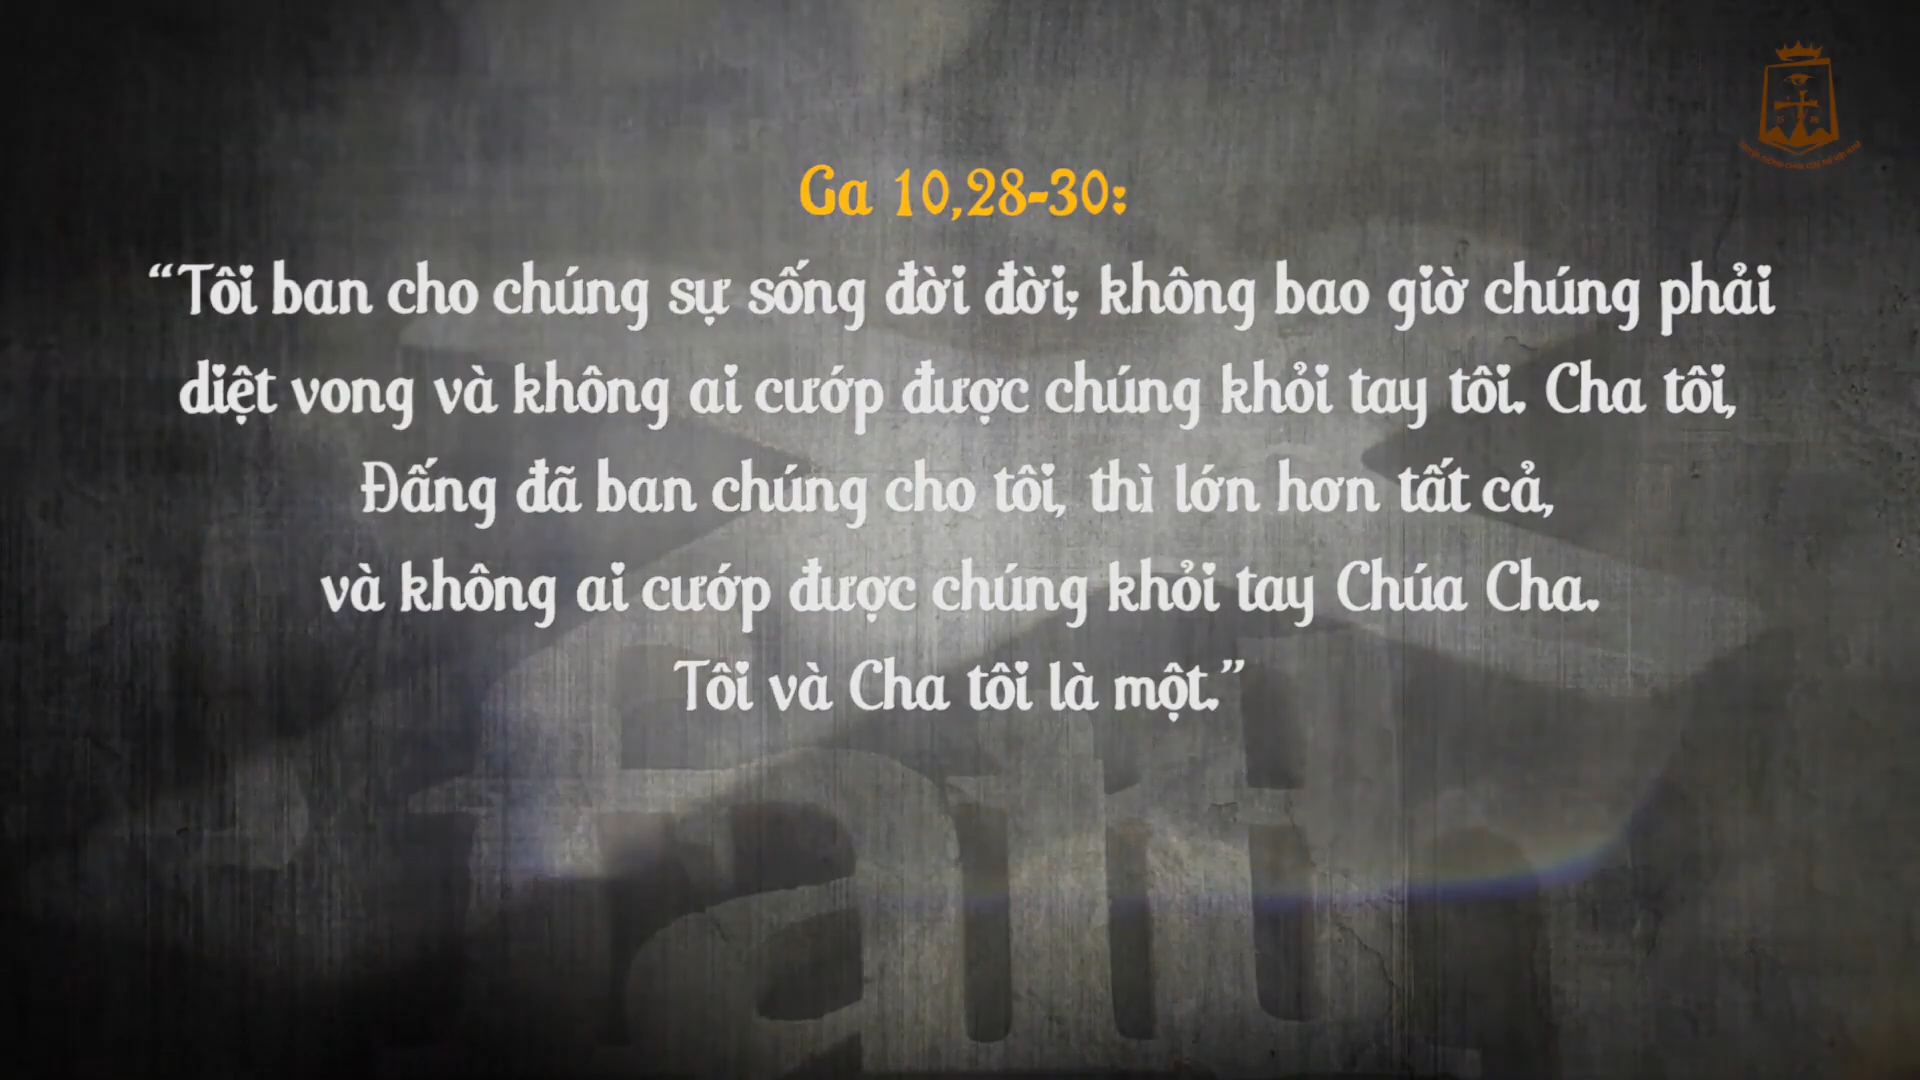 Ga 10,28-30:
“Tôi ban cho chúng sự sống đời đời; không bao giờ chúng phải
diệt vong và không ai cướp được chúng khỏi tay tôi. Cha tôi,
Đấng đã ban chúng cho tôi, thì lớn hơn tất cả,
và không ai cướp được chúng khỏi tay Chúa Cha.
Tôi và Cha tôi là một.”